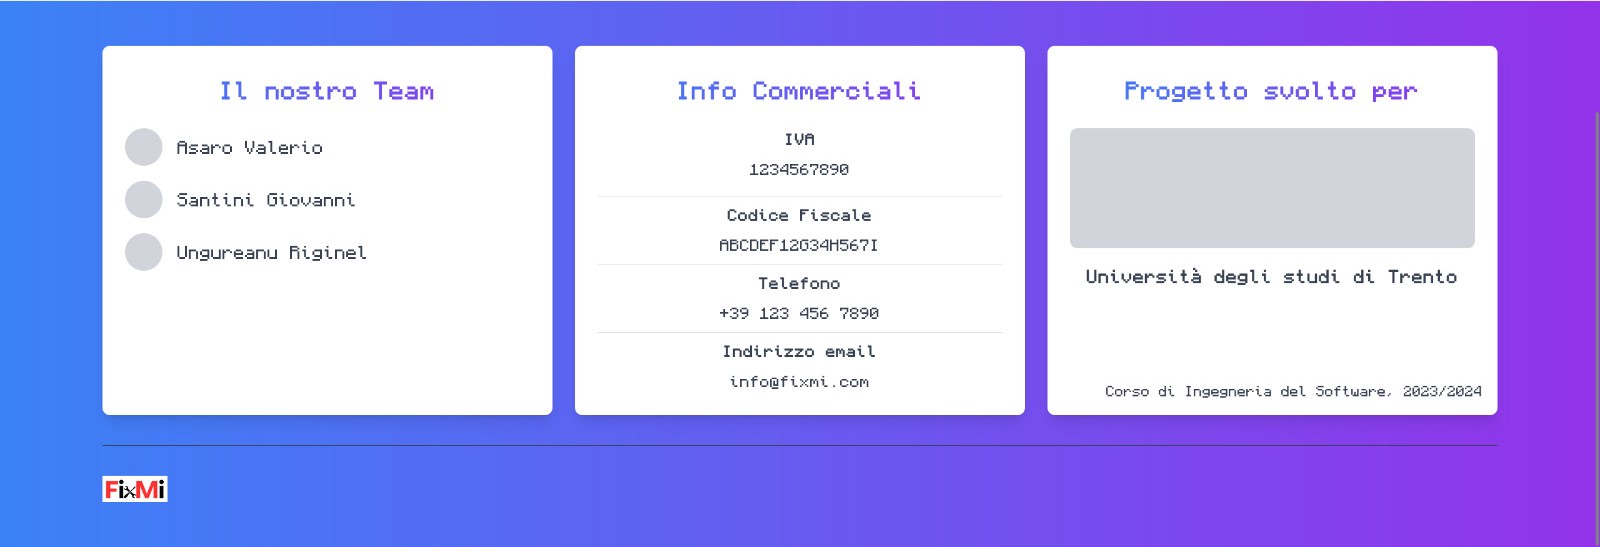 Il nostro Team
Asaro Valerio
Santini Giovanni
Ungureanu Riginel
Info Commerciali
IVA
1234567890
Codice Fiscale
ABCDEF12G34H567I
Telefono
+39 123 456 7890
Indirizzo email
info@fixmi.com
Progetto svolto per
Università degli studi di Trento
Corso di Ingegneria del Software, 2023/2024
FixMi